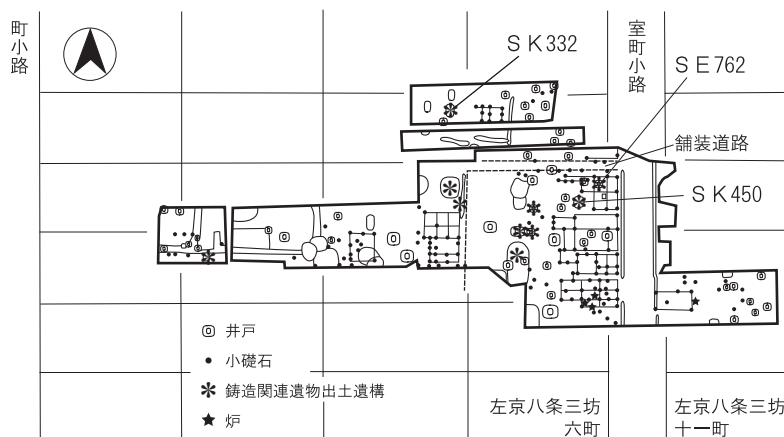 町小路
室町小路
SK332
SE762
舗装道路
SK450
井戸
小礎石
鋳造関連遺物出土遺構
炉
左京八条三坊
六町
左京八条三坊
十一町